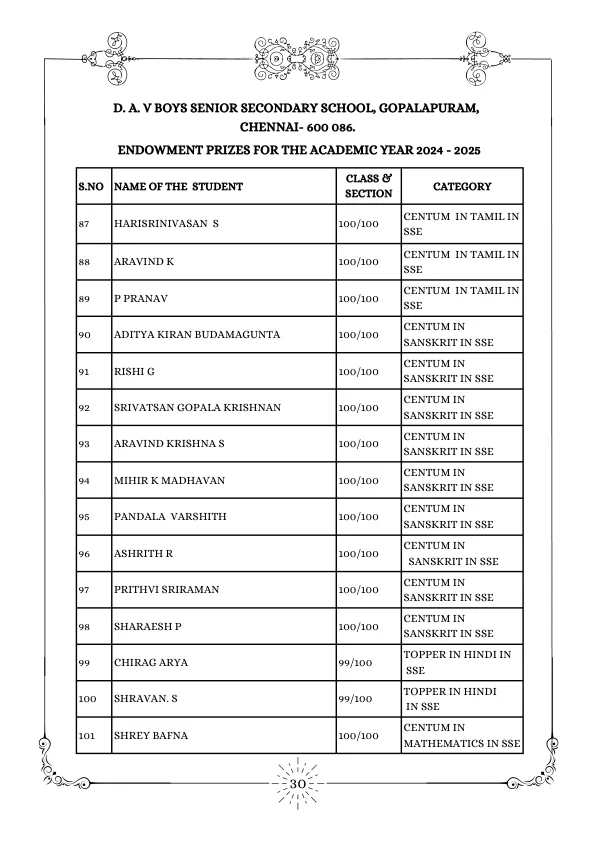 D. A. V BOYS SENIOR SECONDARY SCHOOL, GOPALAPURAM,
CHENNAI- 600 086.
ENDOWMENT PRIZES FOR THE ACADEMIC YEAR 2024 - 2025
S.NO NAME OF THE STUDENT CLASS & SECTION CATEGORY
87 HARISRINIVASAN S 100/100 CENTUM IN TAMIL IN
SSE
88 ARAVIND K 100/100 CENTUM IN TAMIL IN
SSE
89 P PRANAV 100/100 CENTUM IN TAMIL IN
SSE
90 ADITYA KIRAN BUDAMAGUNTA 100/100 CENTUM IN
SANSKRIT IN SSE
91 RISHI G 100/100 CENTUM IN
SANSKRIT IN SSE
92 SRIVATSAN GOPALA KRISHNAN 100/100 CENTUM IN
SANSKRIT IN SSE
93 ARAVIND KRISHNA S 100/100 CENTUM IN
SANSKRIT IN SSE
94 MIHIR K MADHAVAN 100/100 CENTUM IN
SANSKRIT IN SSE
95 PANDALA VARSHITH 100/100 CENTUM IN
SANSKRIT IN SSE
96 ASHRITH R 100/100 CENTUM IN
SANSKRIT IN SSE
97 PRITHVI SRIRAMAN 100/100 CENTUM IN
SANSKRIT IN SSE
98 SHARAESH P 100/100 CENTUM IN
SANSKRIT IN SSE
99 CHIRAG ARYA 99/100 TOPPER IN HINDI IN
SSE
100 SHRAVAN. S 99/100 TOPPER IN HINDI
IN SSE
101 SHREY BAFNA 100/100 CENTUM IN
MATHEMATICS IN SSE
30